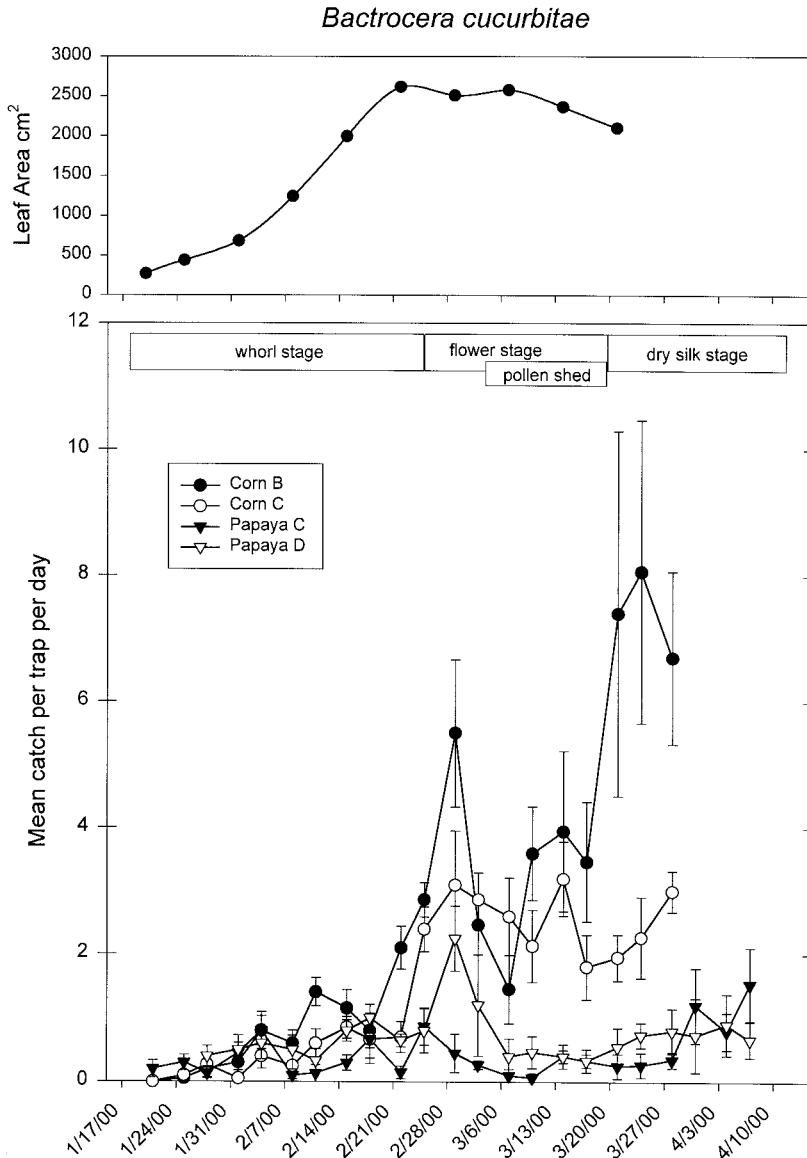 Bactrocera cucurbitae
Leaf Area cm²
3000
2500
2000
1500
1000
500
0
Mean catch per trap per day
12
10
8
6
4
2
0
whorl stage
flower stage
pollen shed
dry silk stage
Corn B
Corn C
Papaya C
Papaya D
1/17/00
1/24/00
1/31/00
2/7/00
2/14/00
2/21/00
2/28/00
3/6/00
3/13/00
3/20/00
3/27/00
4/3/00
4/10/00